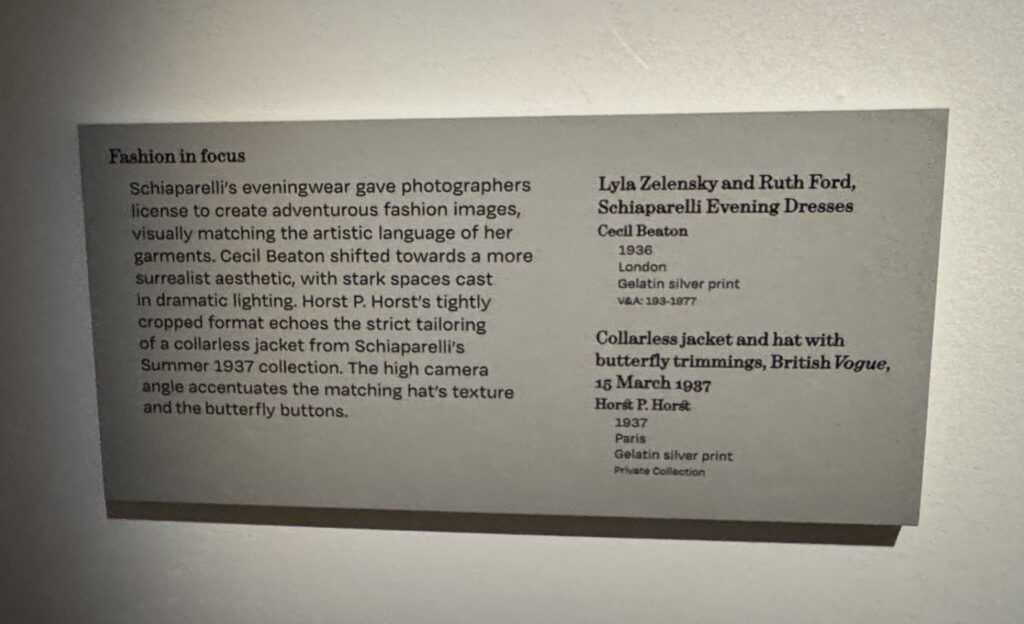 Fashion in focus
Schiaparelli's eveningwear gave photographers
license to create adventurous fashion images,
visually matching the artistic language of her
garments. Cecil Beaton shifted towards a more
surrealist aesthetic, with stark spaces cast
in dramatic lighting. Horst P. Horst's tightly
cropped format echoes the strict tailoring
of a collarless jacket from Schiaparelli's
Summer 1937 collection. The high camera
angle accentuates the matching hat's texture
and the butterfly buttons.
Lyla Zelensky and Ruth Ford,
Schiaparelli Evening Dresses
Cecil Beaton
1936
London
Gelatin silver print
V&A: 193-1977
Collarless jacket and hat with
butterfly trimmings, British Vogue,
15 March 1937
Horst P. Horst
1937
Paris
Gelatin silver print
Private Collection